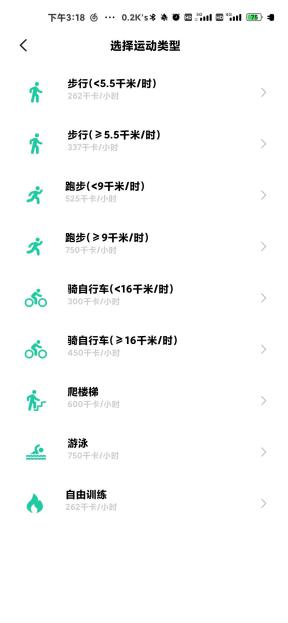 下午3:18 ··· 0.2K's
选择运动类型
步行(<5.5千米/时)
262千卡/小时
步行(≥5.5千米/时)
337千卡/小时
跑步(<9千米/时)
525千卡/小时
跑步(≥9千米/时)
750千卡/小时
骑自行车(<16千米/时)
300千卡/小时
骑自行车(≥16千米/时)
450千卡/小时
爬楼梯
600千卡/小时
游泳
750千卡/小时
自由训练
262千卡/小时